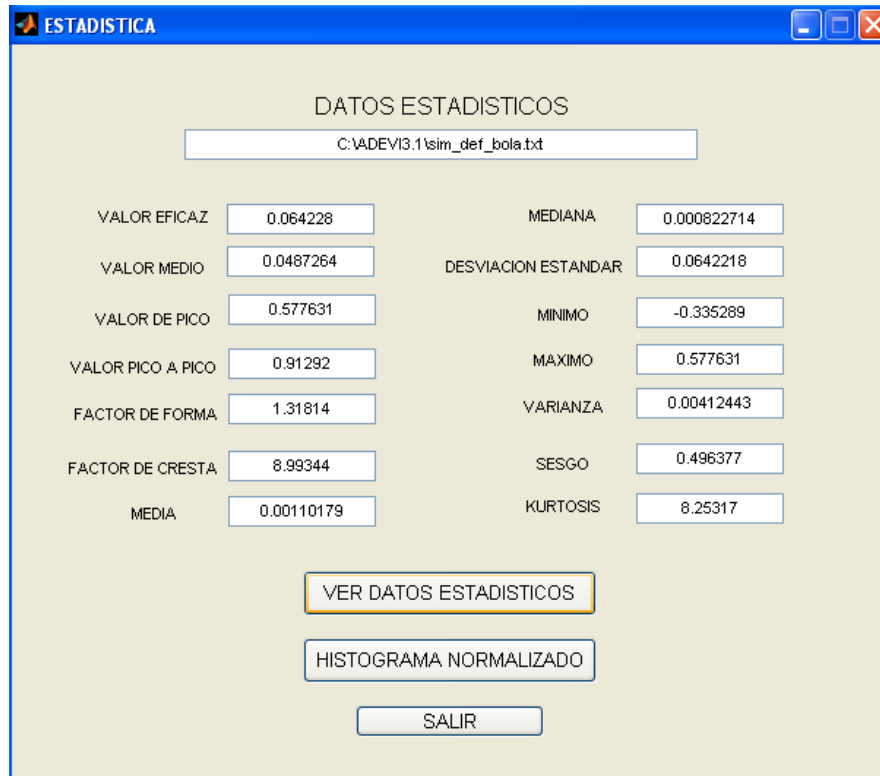 ESTADISTICA
DATOS ESTADISTICOS
C:\ADEVI3.1\sim_def_bola.txt
VALOR EFICAZ 0.064228 MEDIANA 0.000822714
VALOR MEDIO 0.0487264 DESVIACION ESTANDAR 0.0642218
VALOR DE PICO 0.577631 MINIMO -0.335289
VALOR PICO A PICO 0.91292 MAXIMO 0.577631
FACTOR DE FORMA 1.31814 VARIANZA 0.00412443
FACTOR DE CRESTA 8.99344 SESGO 0.496377
MEDIA 0.00110179 KURTOSIS 8.25317
VER DATOS ESTADISTICOS
HISTOGRAMA NORMALIZADO
SALIR